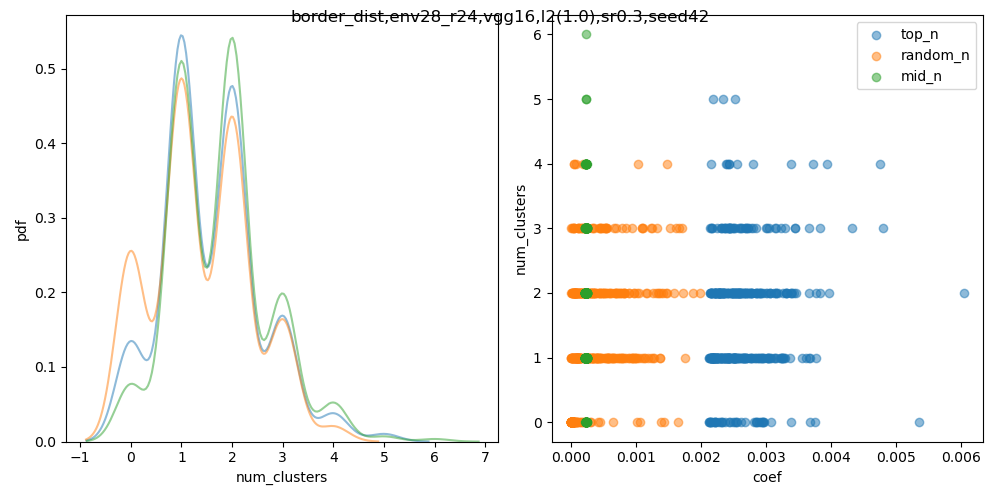 border_dist,env28_r24,vgg16,l2(1.0),sr0.3,seed42
pdf
0.5
0.4
0.3
0.2
0.1
0.0
−1 0 1 2 3 4 5 6 7
num_clusters
num_clusters
6
5
4
3
2
1
0
0.000 0.001 0.002 0.003 0.004 0.005 0.006
coef
top_n
random_n
mid_n